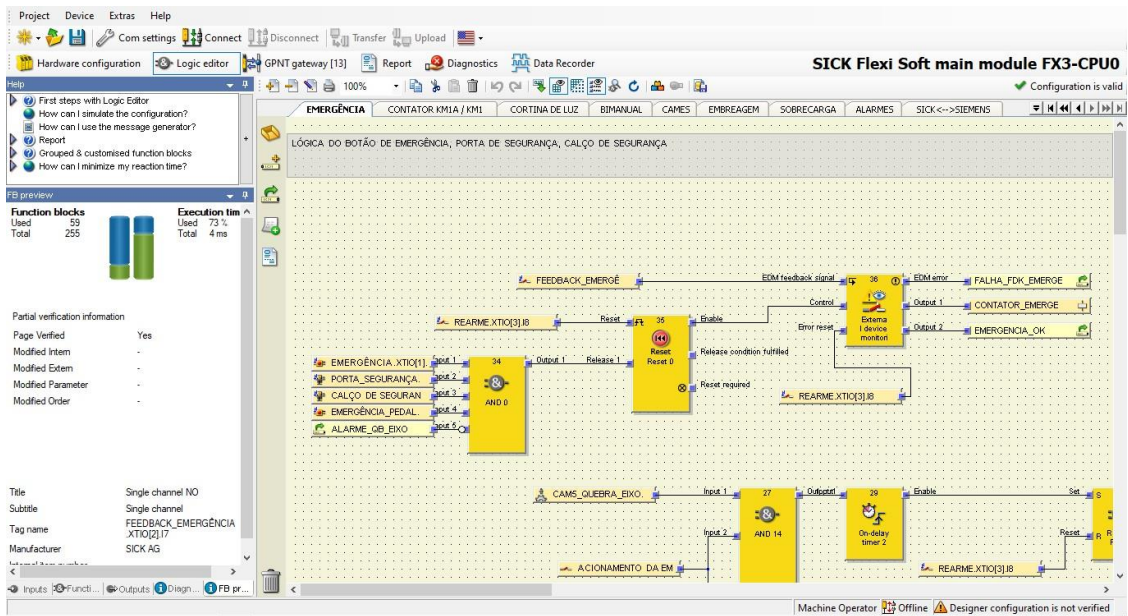 Project Device Extras Help
Com settings Connect Disconnect Transfer Upload
Hardware configuration Logic editor GPNT gateway [13] Report Diagnostics Data Recorder SICK Flexi Soft main module FX3-CPU0
Help 100% Configuration is valid
First steps with Logic Editor
How can I simulate the configuration?
How can I use the message generator?
Report
Grouped & customised function blocks
How can I minimize my reaction time?
EMERGÊNCIA CONTATOR KM1A / KM1 CORTINA DE LUZ BIMANUAL CAMES EMBREAGEM SOBRECARGA ALARMES SICK<-->SIEMENS
LÓGICA DO BOTÃO DE EMERGÊNCIA, PORTA DE SEGURANÇA, CALÇO DE SEGURANÇA
FB preview
Function blocks Execution tim
Used 59 Used 73 %
Total 255 Total 4 ms
Partial verification information
Page Verified Yes
Modified Intern -
Modified Extern -
Modified Parameter -
Modified Order -
Title Single channel NO
Subtitle Single channel
Tag name FEEDBACK_EMERGÊNCIA
.XTIO[2].I7
Manufacturer SICK AG
Inputs Functi... Outputs Diagn... FB pr...
FEEDBACK_EMERGÊ EDM feedback signal 36 EDM error FALHA_FDK_EMERGE
Control Output 1 CONTATOR_EMERGE
Error reset Output 2 EMERGENCIA_OK
Externa
l device
monitori
REARME.XTIO[3].I8 Reset 35 Enable
Reset
Reset 0
Release condition fulfilled
Reset required
REARME.XTIO[3].I8
EMERGÊNCIA.XTIO[1]. Input 1 34 Output 1 Release 1
PORTA_SEGURANÇA. Input 2
CALÇO DE SEGURAN Input 3
AND 0
EMERGÊNCIA_PEDAL. Input 4
ALARME_QB_EIXO Input 5
CAMS_QUEBRA_EIXO. Input 1 27 29 Enable Set S
Input 2 AND 14 On-delay
timer 2
Reset R
ACIONAMENTO DA EM REARME.XTIO[3].I8
Machine Operator Offline Designer configuration is not verified